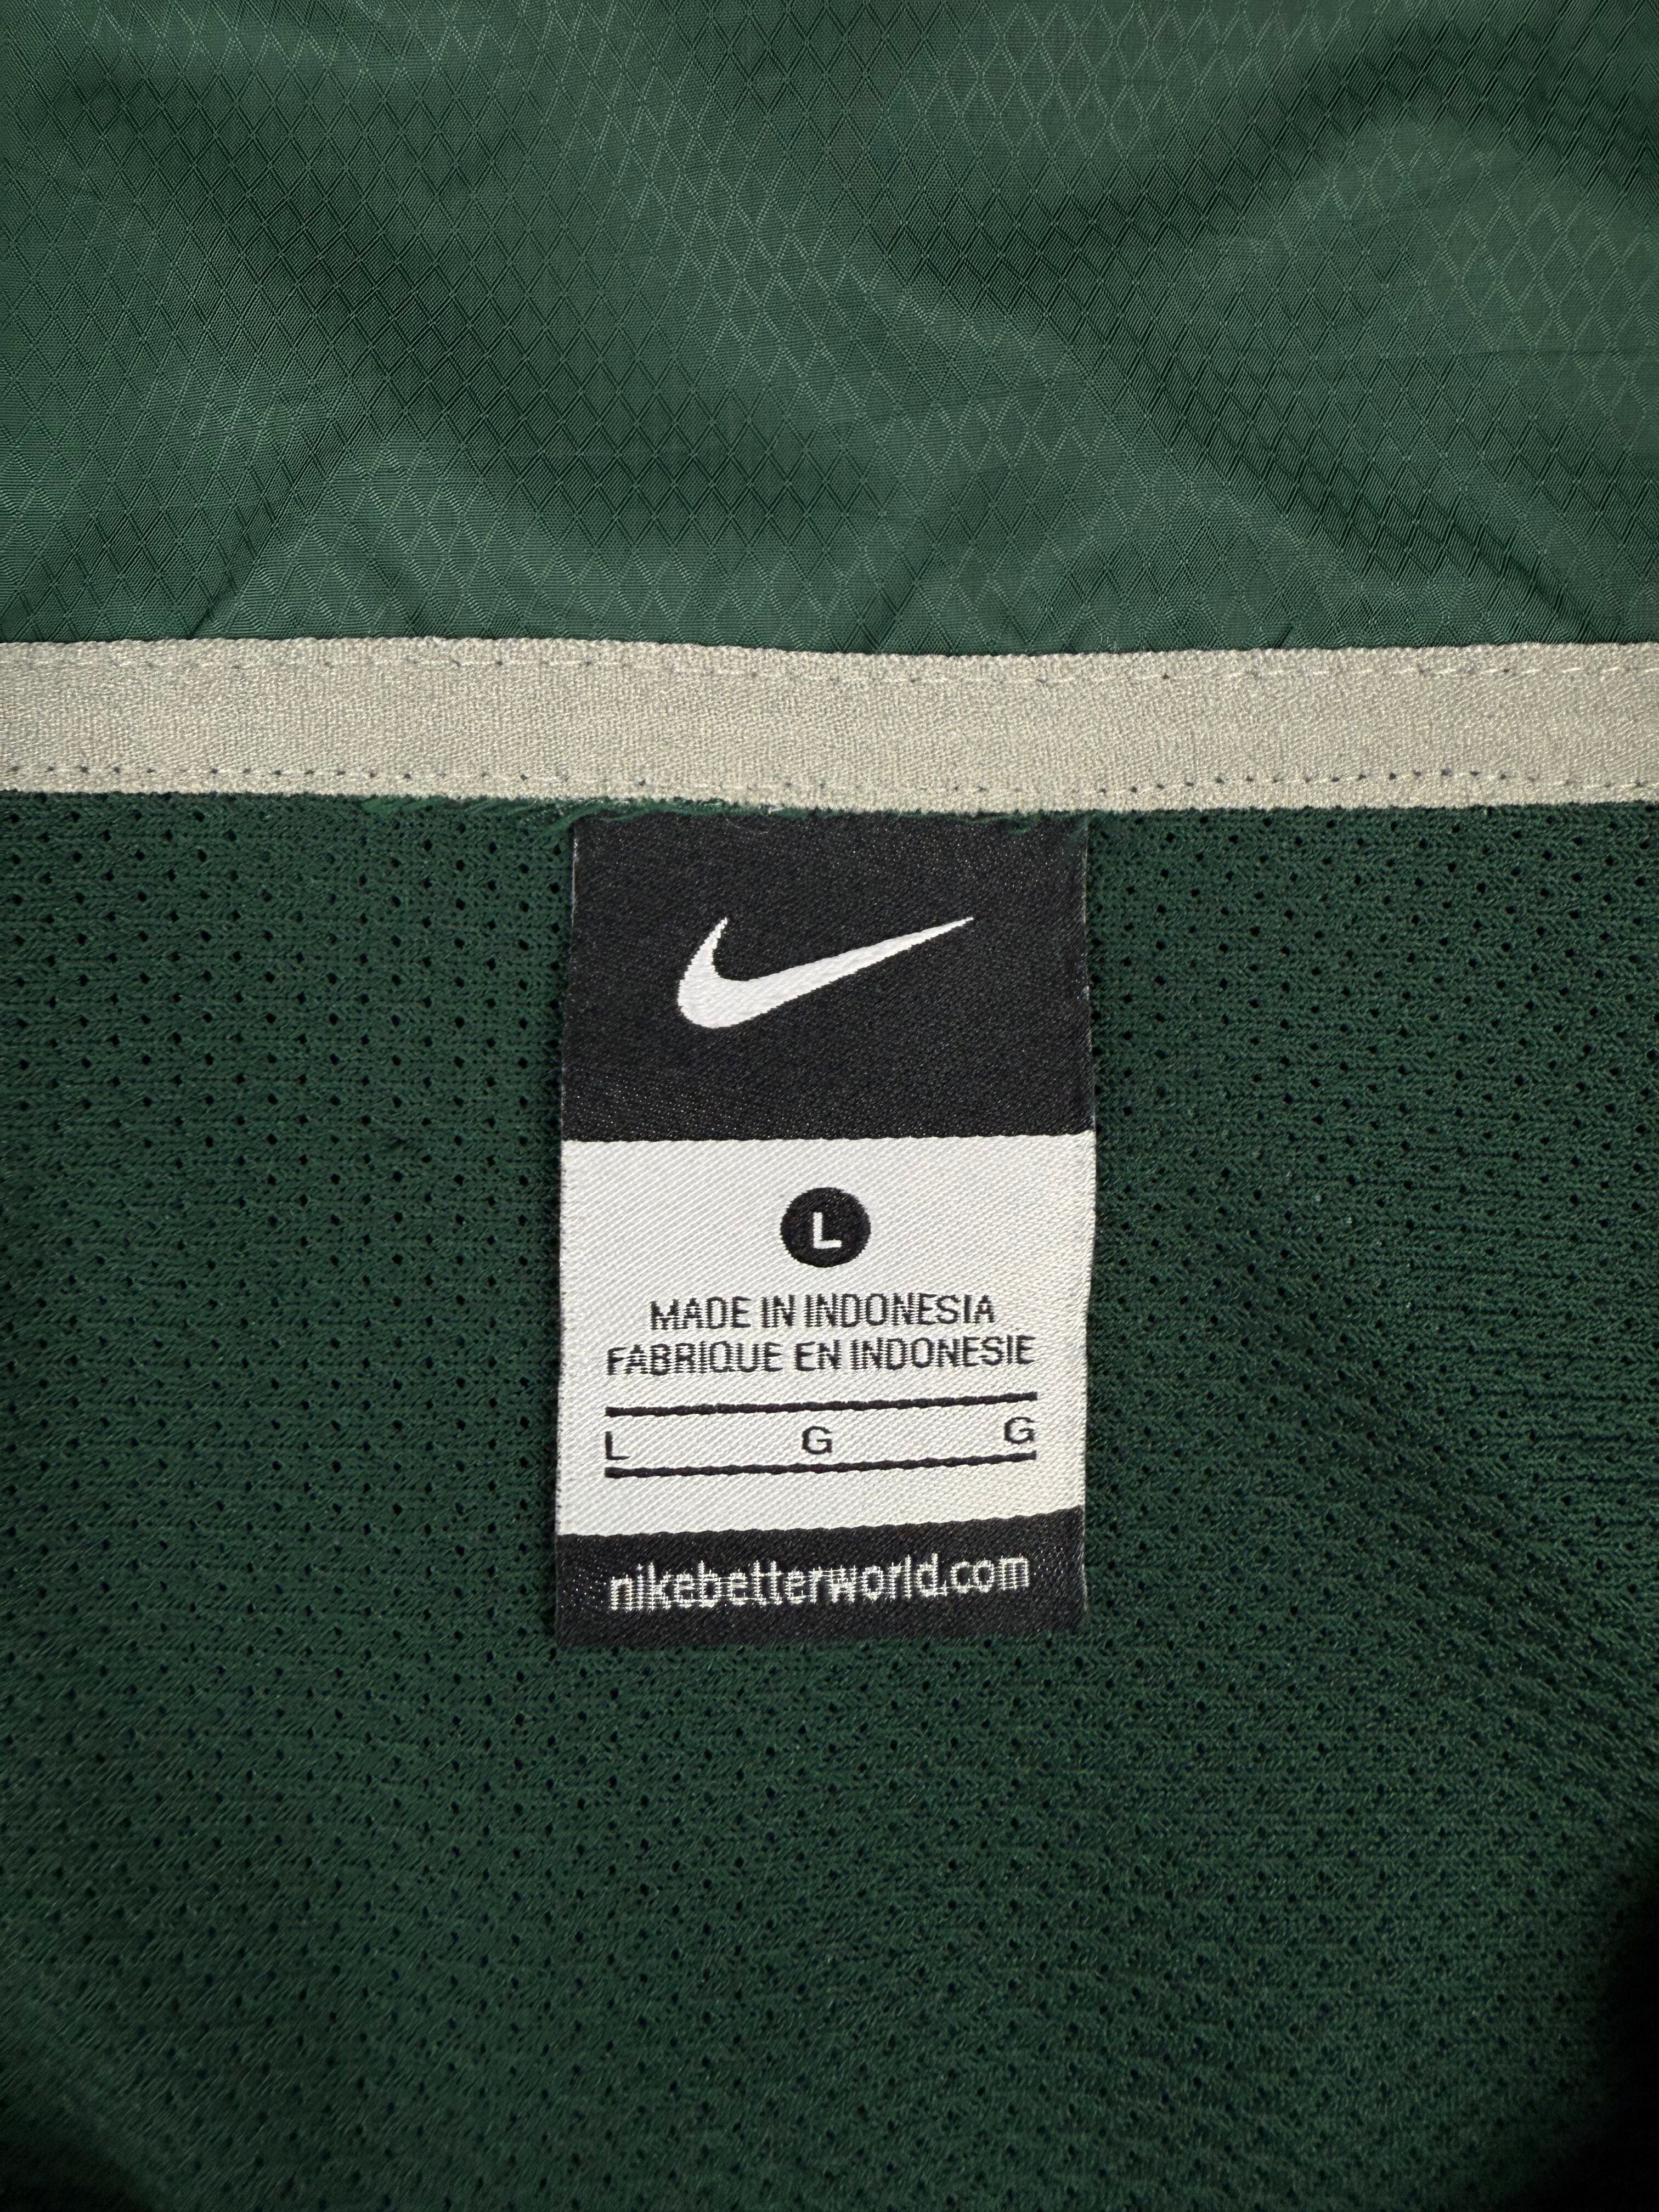 L
MADE IN INDONESIA
FABRIQUE EN INDONESIE
L G G
nikebetterworld.com